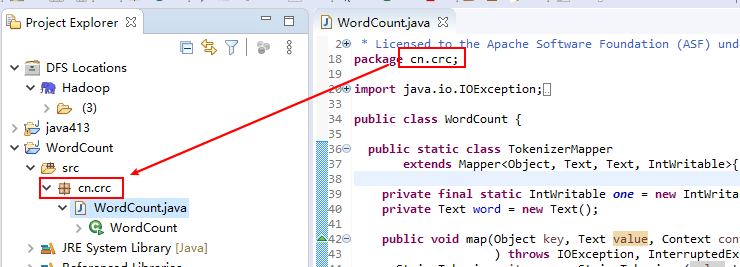 Project Explorer
DFS Locations
Hadoop
(3)
java413
WordCount
src
cn.crc
WordCount.java
WordCount
JRE System Library [Java]
WordCount.java
2 * Licensed to the Apache Software Foundation (ASF) und
18 package cn.crc;
19
20 import java.io.IOException;
33
34 public class WordCount {
35
36 public static class TokenizerMapper
37 extends Mapper<Object, Text, Text, IntWritable>{
38
39 private final static IntWritable one = new IntWrita
40 private Text word = new Text();
41
42 public void map(Object key, Text value, Context con
43 ) throws IOException, InterruptedEx